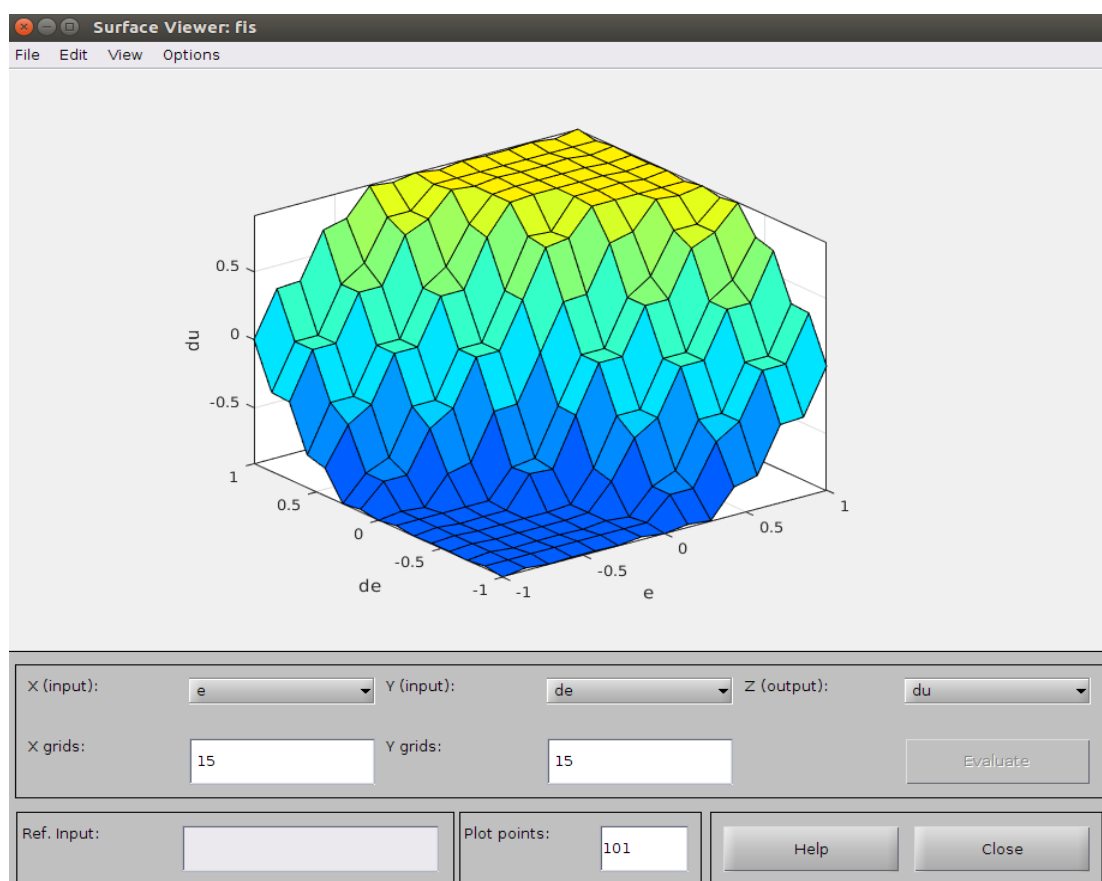 Surface Viewer: fis
File Edit View Options
0.5
0
-0.5
du
1
0.5
0
-0.5
-1
de
-1
-0.5
0
0.5
1
e
X (input): e Y (input): de Z (output): du
X grids: 15 Y grids: 15 Evaluate
Ref. Input: Plot points: 101 Help Close